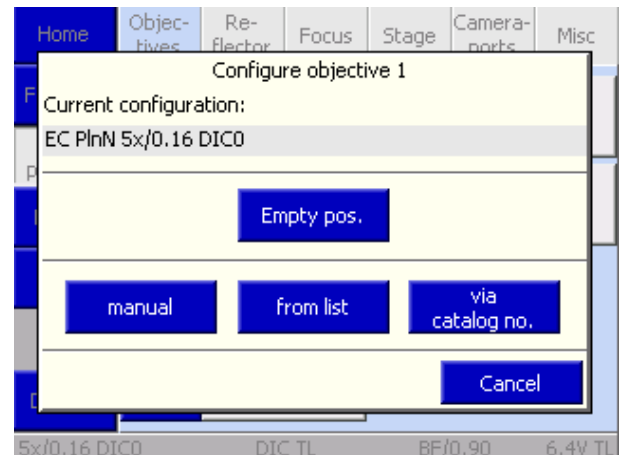 Home
Objec-
tives
Re-
flector
Focus
Stage
Camera-
ports
Misc
Configure objective 1
Current configuration:
EC PlnN 5x/0.16 DIC0
Empty pos.
manual
from list
via
catalog no.
Cancel
5x/0.16 DIC0
DIC TL
BF/0.90
6.4V TL